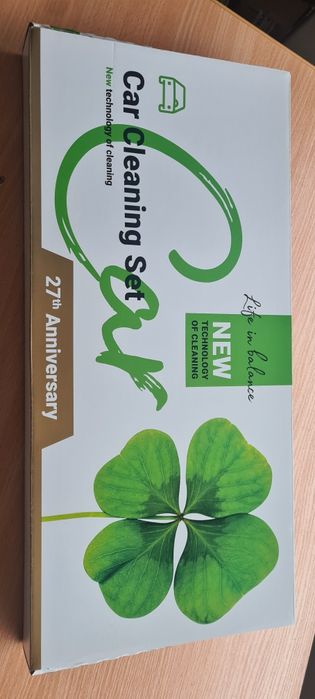 Life in balance
NEW
TECHNOLOGY
OF CLEANING
Car
Car Cleaning Set
New technology of cleaning
27th Anniversary